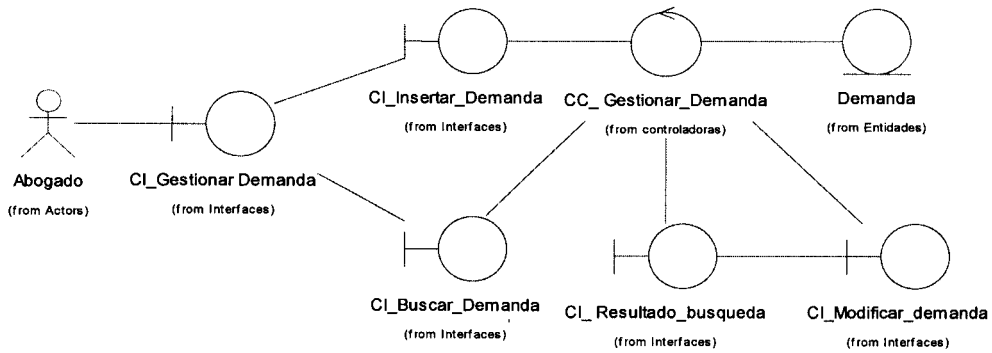 CI_Insertar_Demanda
(from Interfaces)
CC_ Gestionar_Demanda
(from controladoras)
Demanda
(from Entidades)
Abogado
(from Actors)
CI_Gestionar Demanda
(from Interfaces)
CI_Buscar_Demanda
(from Interfaces)
CI_ Resultado_busqueda
(from Interfaces)
CI_Modificar_demanda
(from Interfaces)